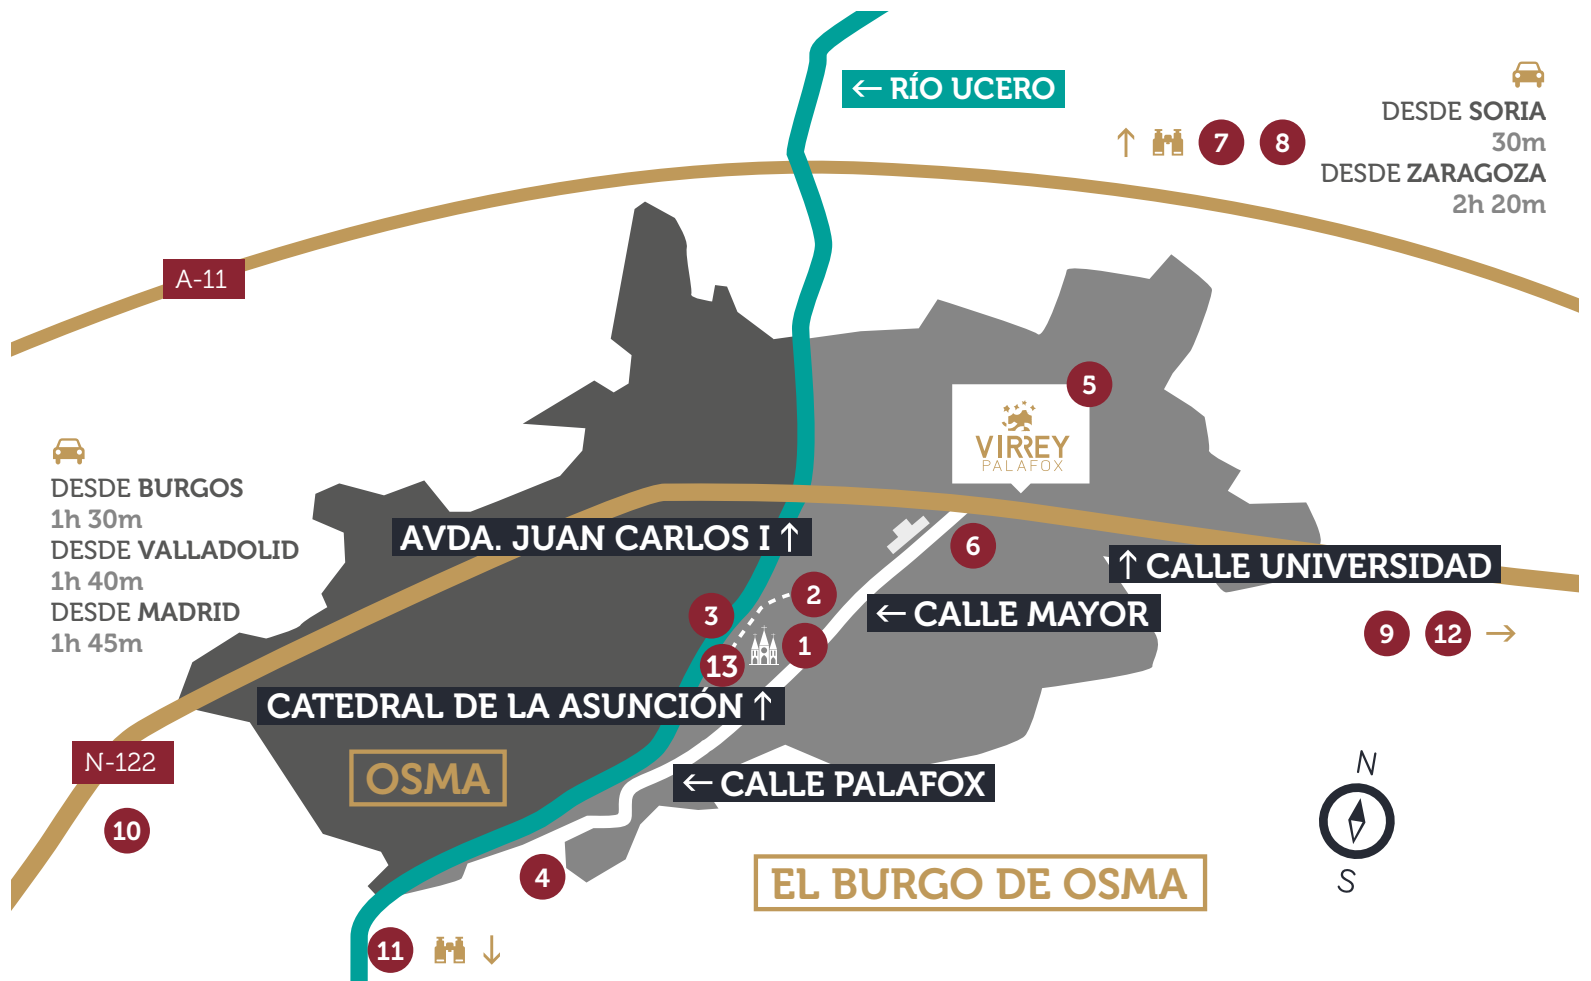 ← RÍO UCERO
↑ 7 8
DESDE SORIA
30m
DESDE ZARAGOZA
2h 20m
A-11
5
VIRREY
PALAFOX
DESDE BURGOS
1h 30m
DESDE VALLADOLID
1h 40m
DESDE MADRID
1h 45m
AVDA. JUAN CARLOS I ↑
6
↑ CALLE UNIVERSIDAD
2
3
← CALLE MAYOR
1
13
9 12 →
CATEDRAL DE LA ASUNCIÓN ↑
N-122
OSMA
← CALLE PALAFOX
N
10
4
EL BURGO DE OSMA
S
11 ↓